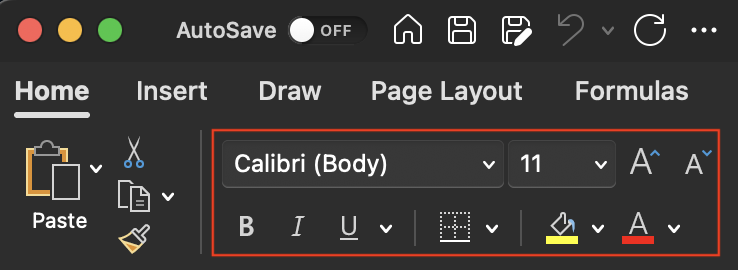 AutoSave OFF
Home Insert Draw Page Layout Formulas
Calibri (Body) 11 A A
Paste
B I U A